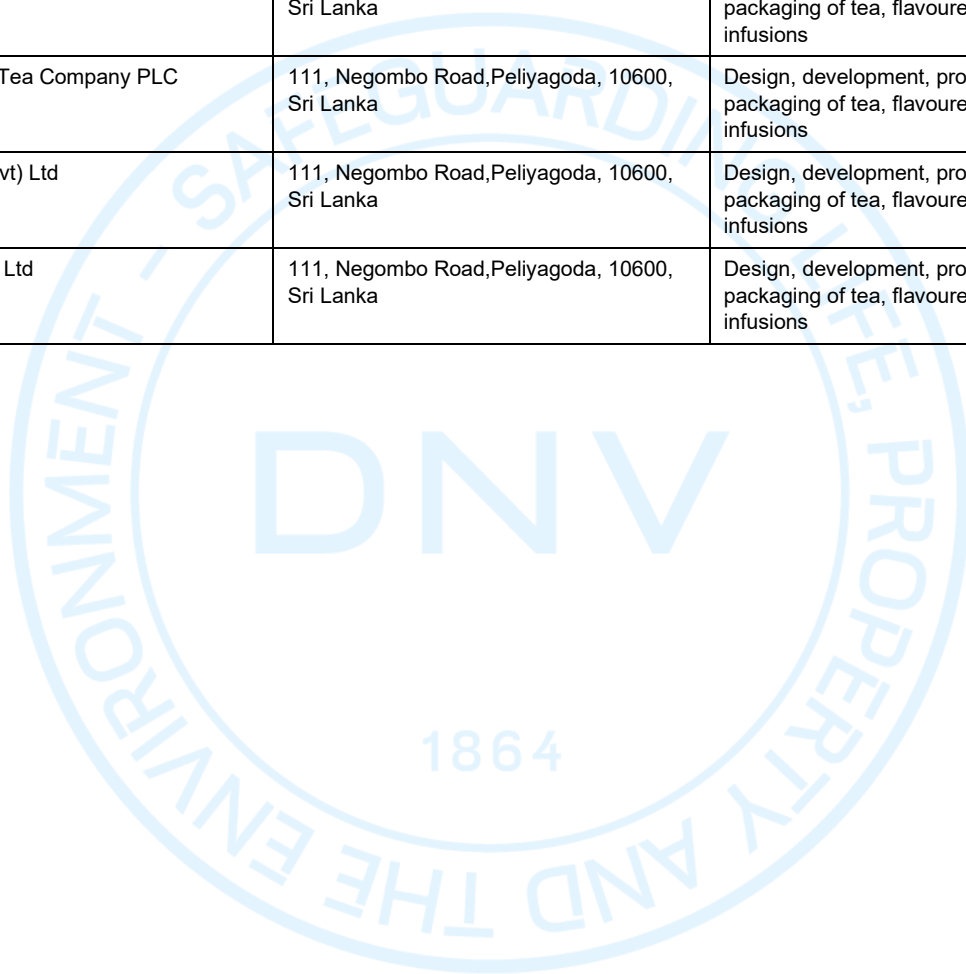 Sri Lanka
packaging of tea, flavoure
infusions
Tea Company PLC
111, Negombo Road,Peliyagoda, 10600,
Sri Lanka
Design, development, pro
packaging of tea, flavoure
infusions
vt) Ltd
111, Negombo Road,Peliyagoda, 10600,
Sri Lanka
Design, development, pro
packaging of tea, flavoure
infusions
Ltd
111, Negombo Road,Peliyagoda, 10600,
Sri Lanka
Design, development, pro
packaging of tea, flavoure
infusions
SAFEGUARDING LIFE, PROPERTY AND THE ENVIRONMENT -
DNV
1864